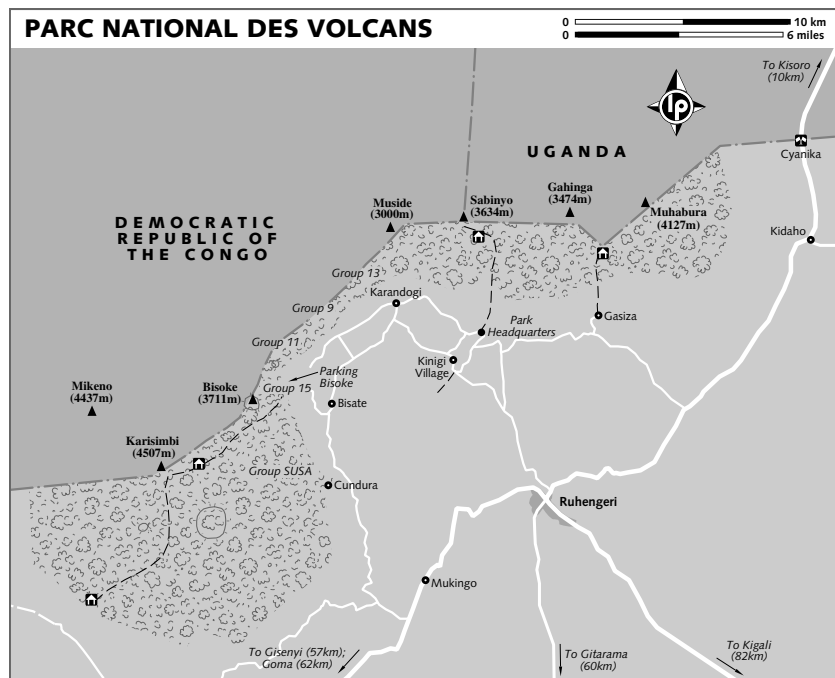 PARC NATIONAL DES VOLCANS
0 10 km
0 6 miles
To Kisoro
(10km)
lp
UGANDA
Cyanika
DEMOCRATIC
REPUBLIC OF
THE CONGO
Muside
(3000m)
Sabinyo
(3634m)
Gahinga
(3474m)
Muhabura
(4127m)
Kidaho
Group 13
Karandogi
Group 9
Park
Headquarters
Gasiza
Group 11
Kinigi
Village
Parking
Bisoke
Mikeno
(4437m)
Bisoke
(3711m)
Group 15
Bisate
Karisimbi
(4507m)
Group SUSA
Cundura
Ruhengeri
Mukingo
To Gisenyi (57km);
Goma (62km)
To Gitarama
(60km)
To Kigali
(82km)